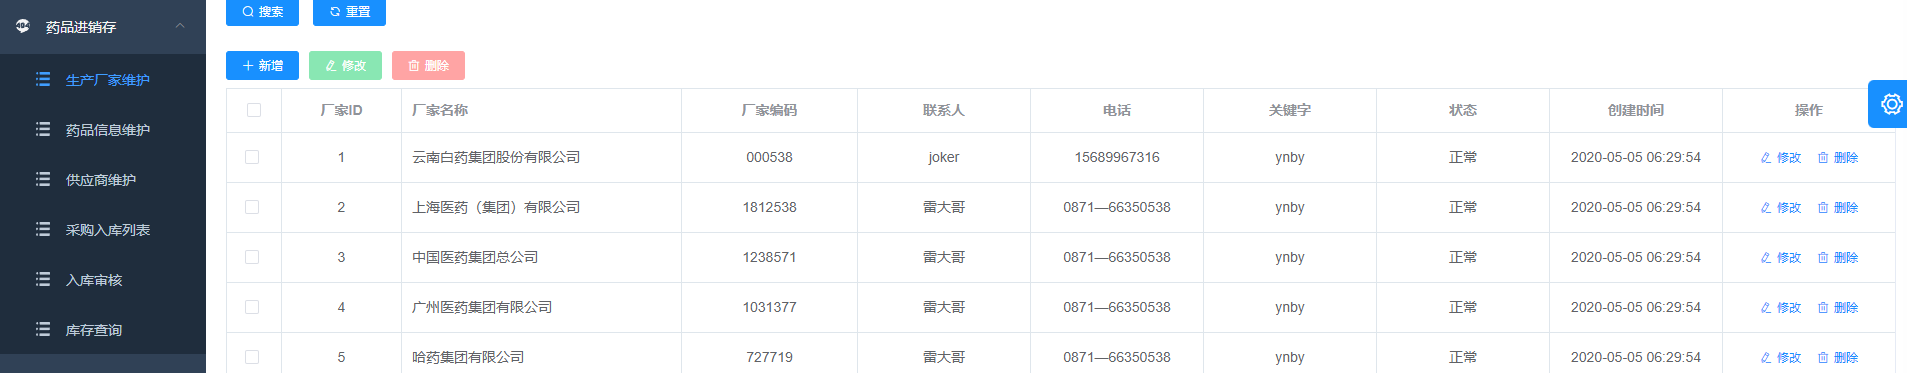 药品进销存
生产厂家维护
药品信息维护
供应商维护
采购入库列表
入库审核
库存查询
搜索 重置
新增 修改 删除
厂家ID 厂家名称 厂家编码 联系人 电话 关键字 状态 创建时间 操作
1 云南白药集团股份有限公司 000538 joker 15689967316 ynby 正常 2020-05-05 06:29:54 修改 删除
2 上海医药（集团）有限公司 1812538 雷大哥 0871—66350538 ynby 正常 2020-05-05 06:29:54 修改 删除
3 中国医药集团总公司 1238571 雷大哥 0871—66350538 ynby 正常 2020-05-05 06:29:54 修改 删除
4 广州医药集团有限公司 1031377 雷大哥 0871—66350538 ynby 正常 2020-05-05 06:29:54 修改 删除
5 哈药集团有限公司 727719 雷大哥 0871—66350538 ynby 正常 2020-05-05 06:29:54 修改 删除